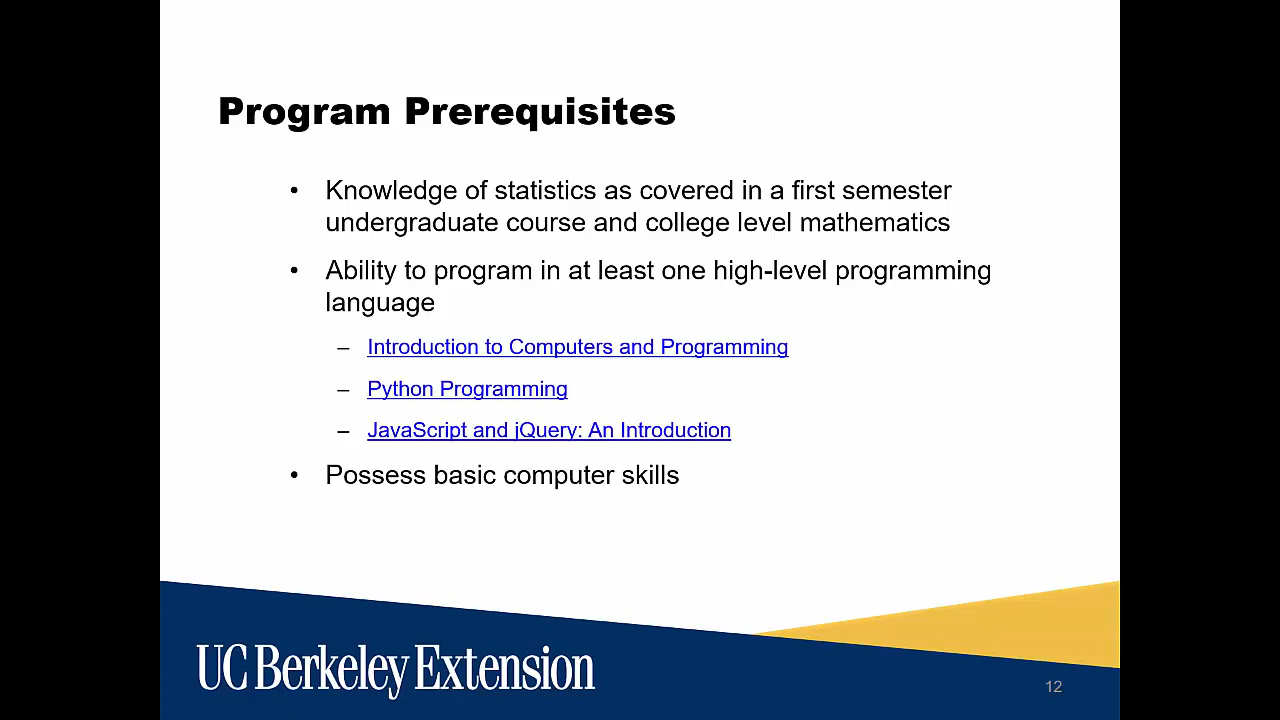 Program Prerequisites
• Knowledge of statistics as covered in a first semester
undergraduate course and college level mathematics
• Ability to program in at least one high-level programming
language
– Introduction to Computers and Programming
– Python Programming
– JavaScript and jQuery: An Introduction
• Possess basic computer skills
UC Berkeley Extension
12